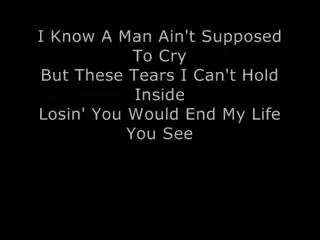 I Know A Man Ain't Supposed
To Cry
But These Tears I Can't Hold
Inside
Losin' You Would End My Life
You See